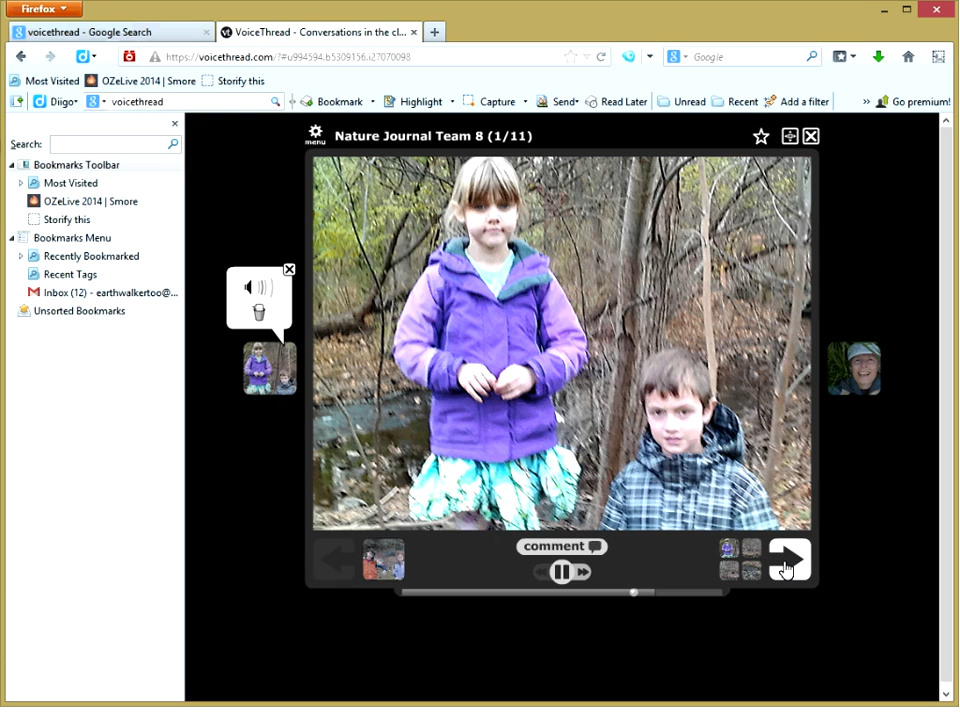 Firefox
voicethread - Google Search
VoiceThread - Conversations in the cl...
https://voicethread.com/?#u994594.b5309156.i27070098
Google
Most Visited
OZeLive 2014 | Smore
Storify this
Diigo
voicethread
Bookmark
Highlight
Capture
Send
Read Later
Unread
Recent
Add a filter
»
Go premium!
Search:
Bookmarks Toolbar
Most Visited
OZeLive 2014 | Smore
Storify this
Bookmarks Menu
Recently Bookmarked
Recent Tags
Inbox (12) - earthwalkertoo@...
Unsorted Bookmarks
menu
Nature Journal Team 8 (1/11)
comment